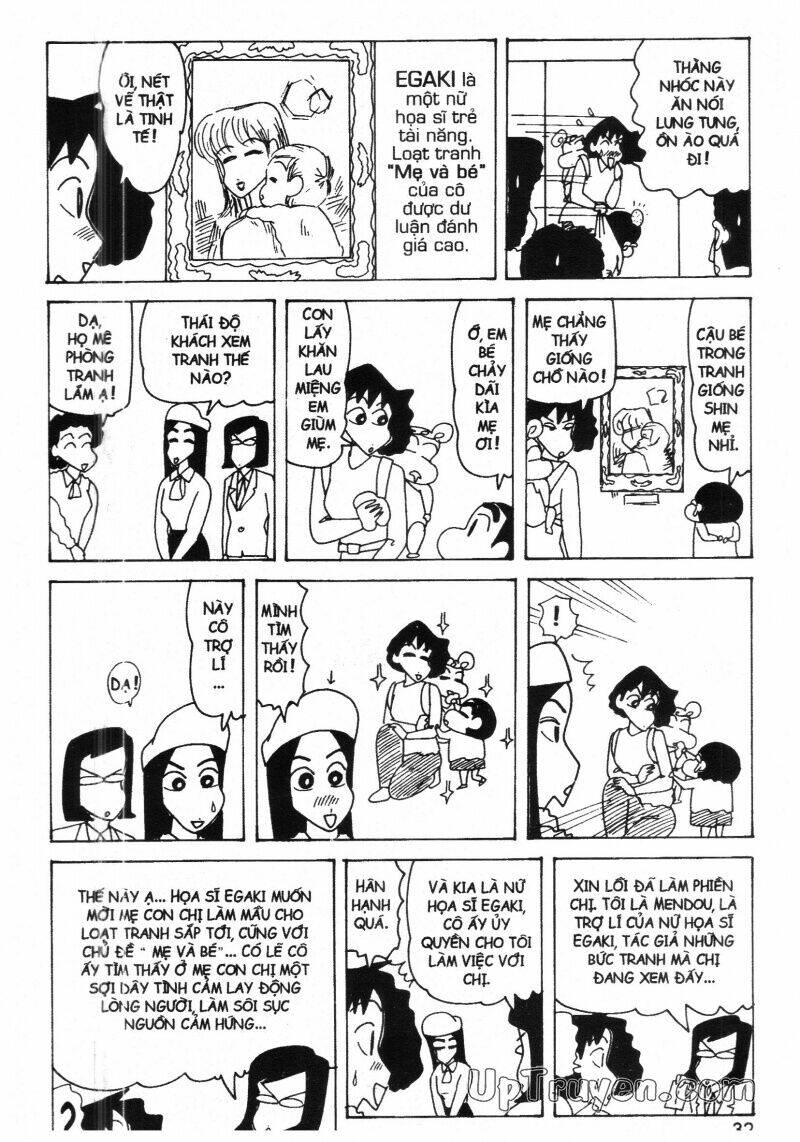 THẰNG
NHÓC NÀY
ĂN NÓI
LUNG TUNG,
ỒN ÀO QUÁ
ĐI!
EGAKI là
một nữ
họa sĩ trẻ
tài năng.
Loạt tranh
"Mẹ và bé"
của cô
được dư
luận đánh
giá cao.
ÔI, NÉT
VẼ THẬT
LÀ TINH
TẾ!
CẬU BÉ
TRONG
TRANH
GIỐNG
SHIN
MẸ
NHỈ.
MẸ CHẲNG
THẤY
GIỐNG
CHỖ NÀO!
Ớ, EM
BÉ
CHẢY
DÃI
KÌA
MẸ
ƠI!
CON
LẤY
KHĂN
LAU
MIỆNG
EM
GIÙM
MẸ.
THÁI ĐỘ
KHÁCH XEM
TRANH THẾ
NÀO?
DẠ,
HỌ MÊ
PHÒNG
TRANH
LẮM Ạ!
!
MÌNH
TÌM
THẤY
RỒI!
NÀY
CÔ
TRỢ
LÍ
...
DẠ!
XIN LỖI ĐÃ LÀM PHIỀN
CHỊ. TÔI LÀ MENDOU, LÀ
TRỢ LÍ CỦA NỮ HỌA SĨ
EGAKI, TÁC GIẢ NHỮNG
BỨC TRANH MÀ CHỊ
ĐANG XEM ĐẤY...
VÀ KIA LÀ NỮ
HỌA SĨ EGAKI,
CÔ ẤY ỦY
QUYỀN CHO TÔI
LÀM VIỆC VỚI
CHỊ.
HÂN
HẠNH
QUÁ.
THẾ NÀY Ạ... HỌA SĨ EGAKI MUỐN
MỜI MẸ CON CHỊ LÀM MẪU CHO
LOẠT TRANH SẮP TỚI, CŨNG VỚI
CHỦ ĐỀ " MẸ VÀ BÉ"... CÓ LẼ CÔ
ẤY TÌM THẤY Ở MẸ CON CHỊ MỘT
SỢI DÂY TÌNH CẢM LAY ĐỘNG
LÒNG NGƯỜI, LÀM SÔI SỤC
NGUỒN CẢM HỨNG...
UpTruyen.com
32